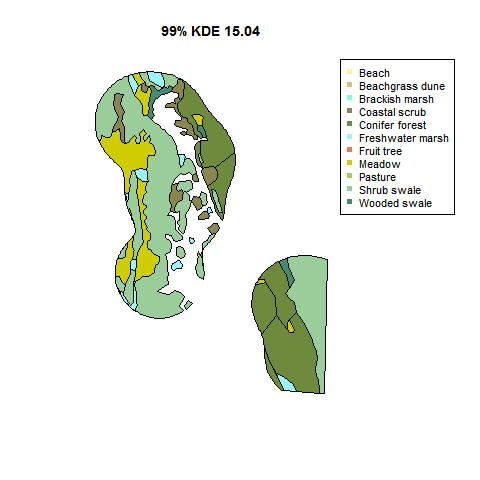 99% KDE 15.04
Beach
Beachgrass dune
Brackish marsh
Coastal scrub
Conifer forest
Freshwater marsh
Fruit tree
Meadow
Pasture
Shrub swale
Wooded swale